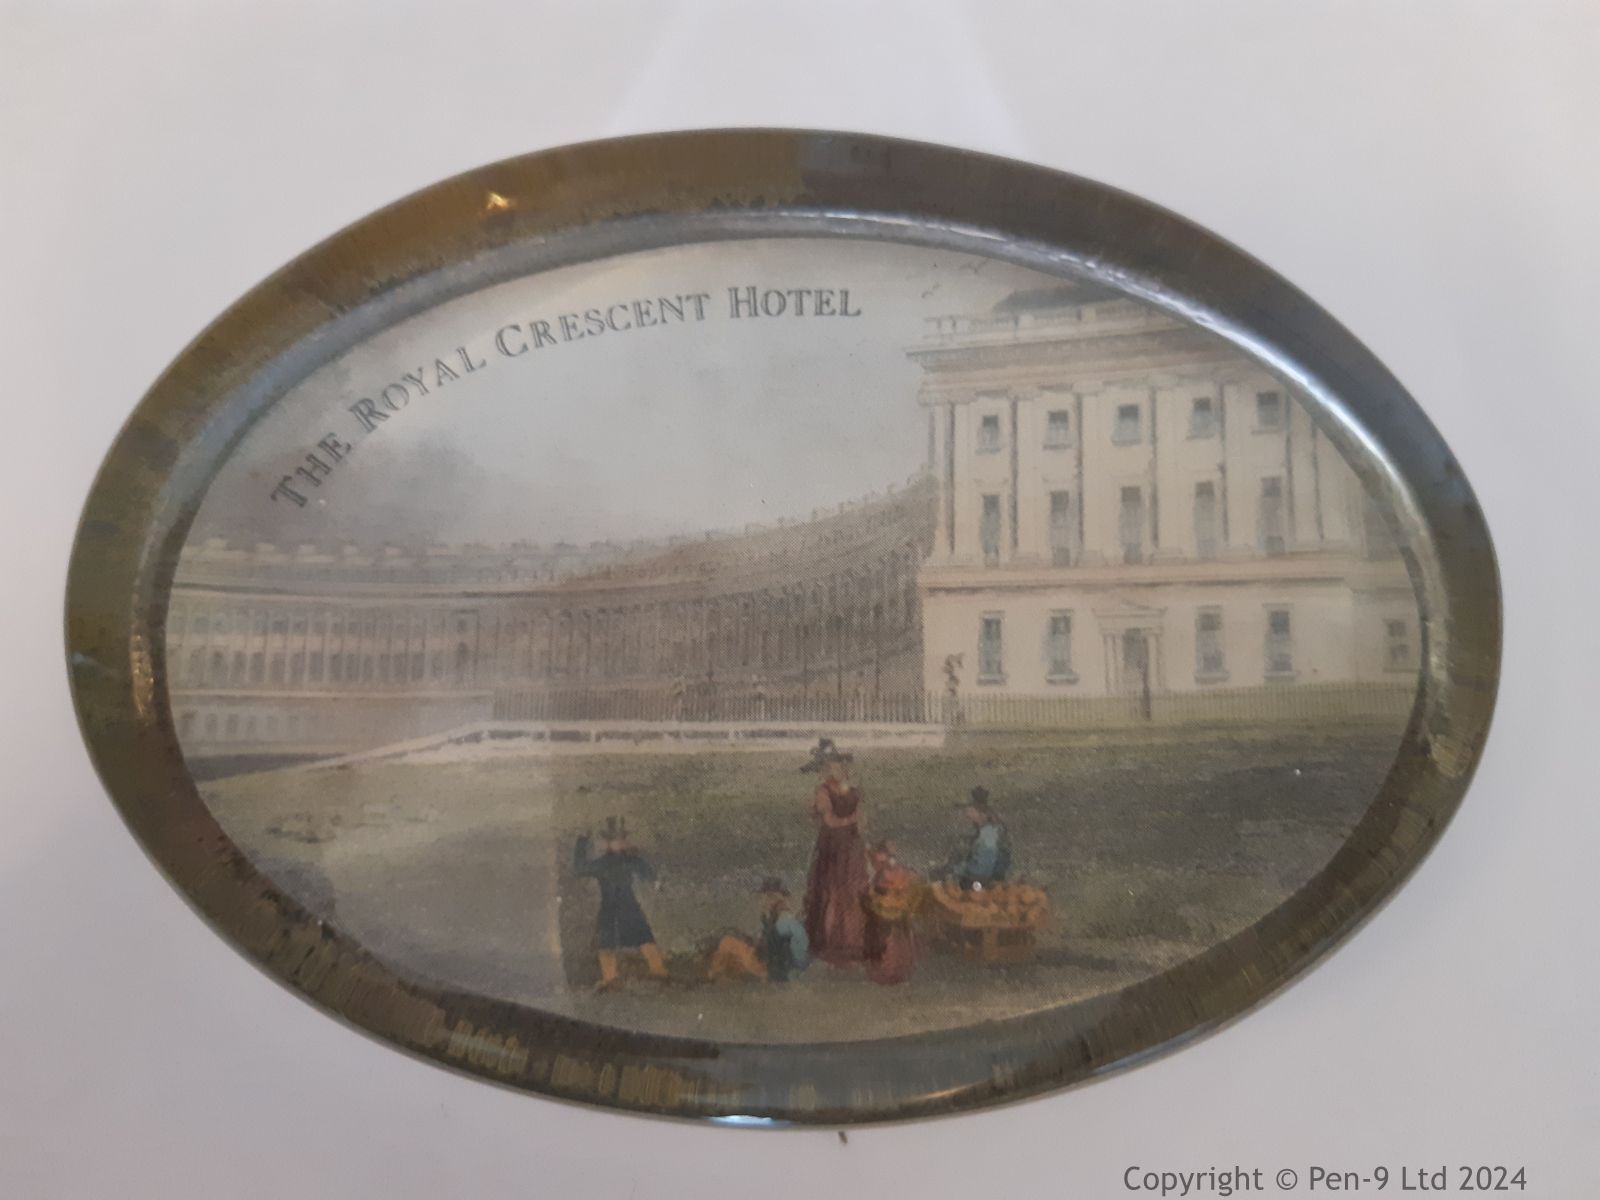 THE ROYAL CRESCENT HOTEL
Copyright © Pen-9 Ltd 2024